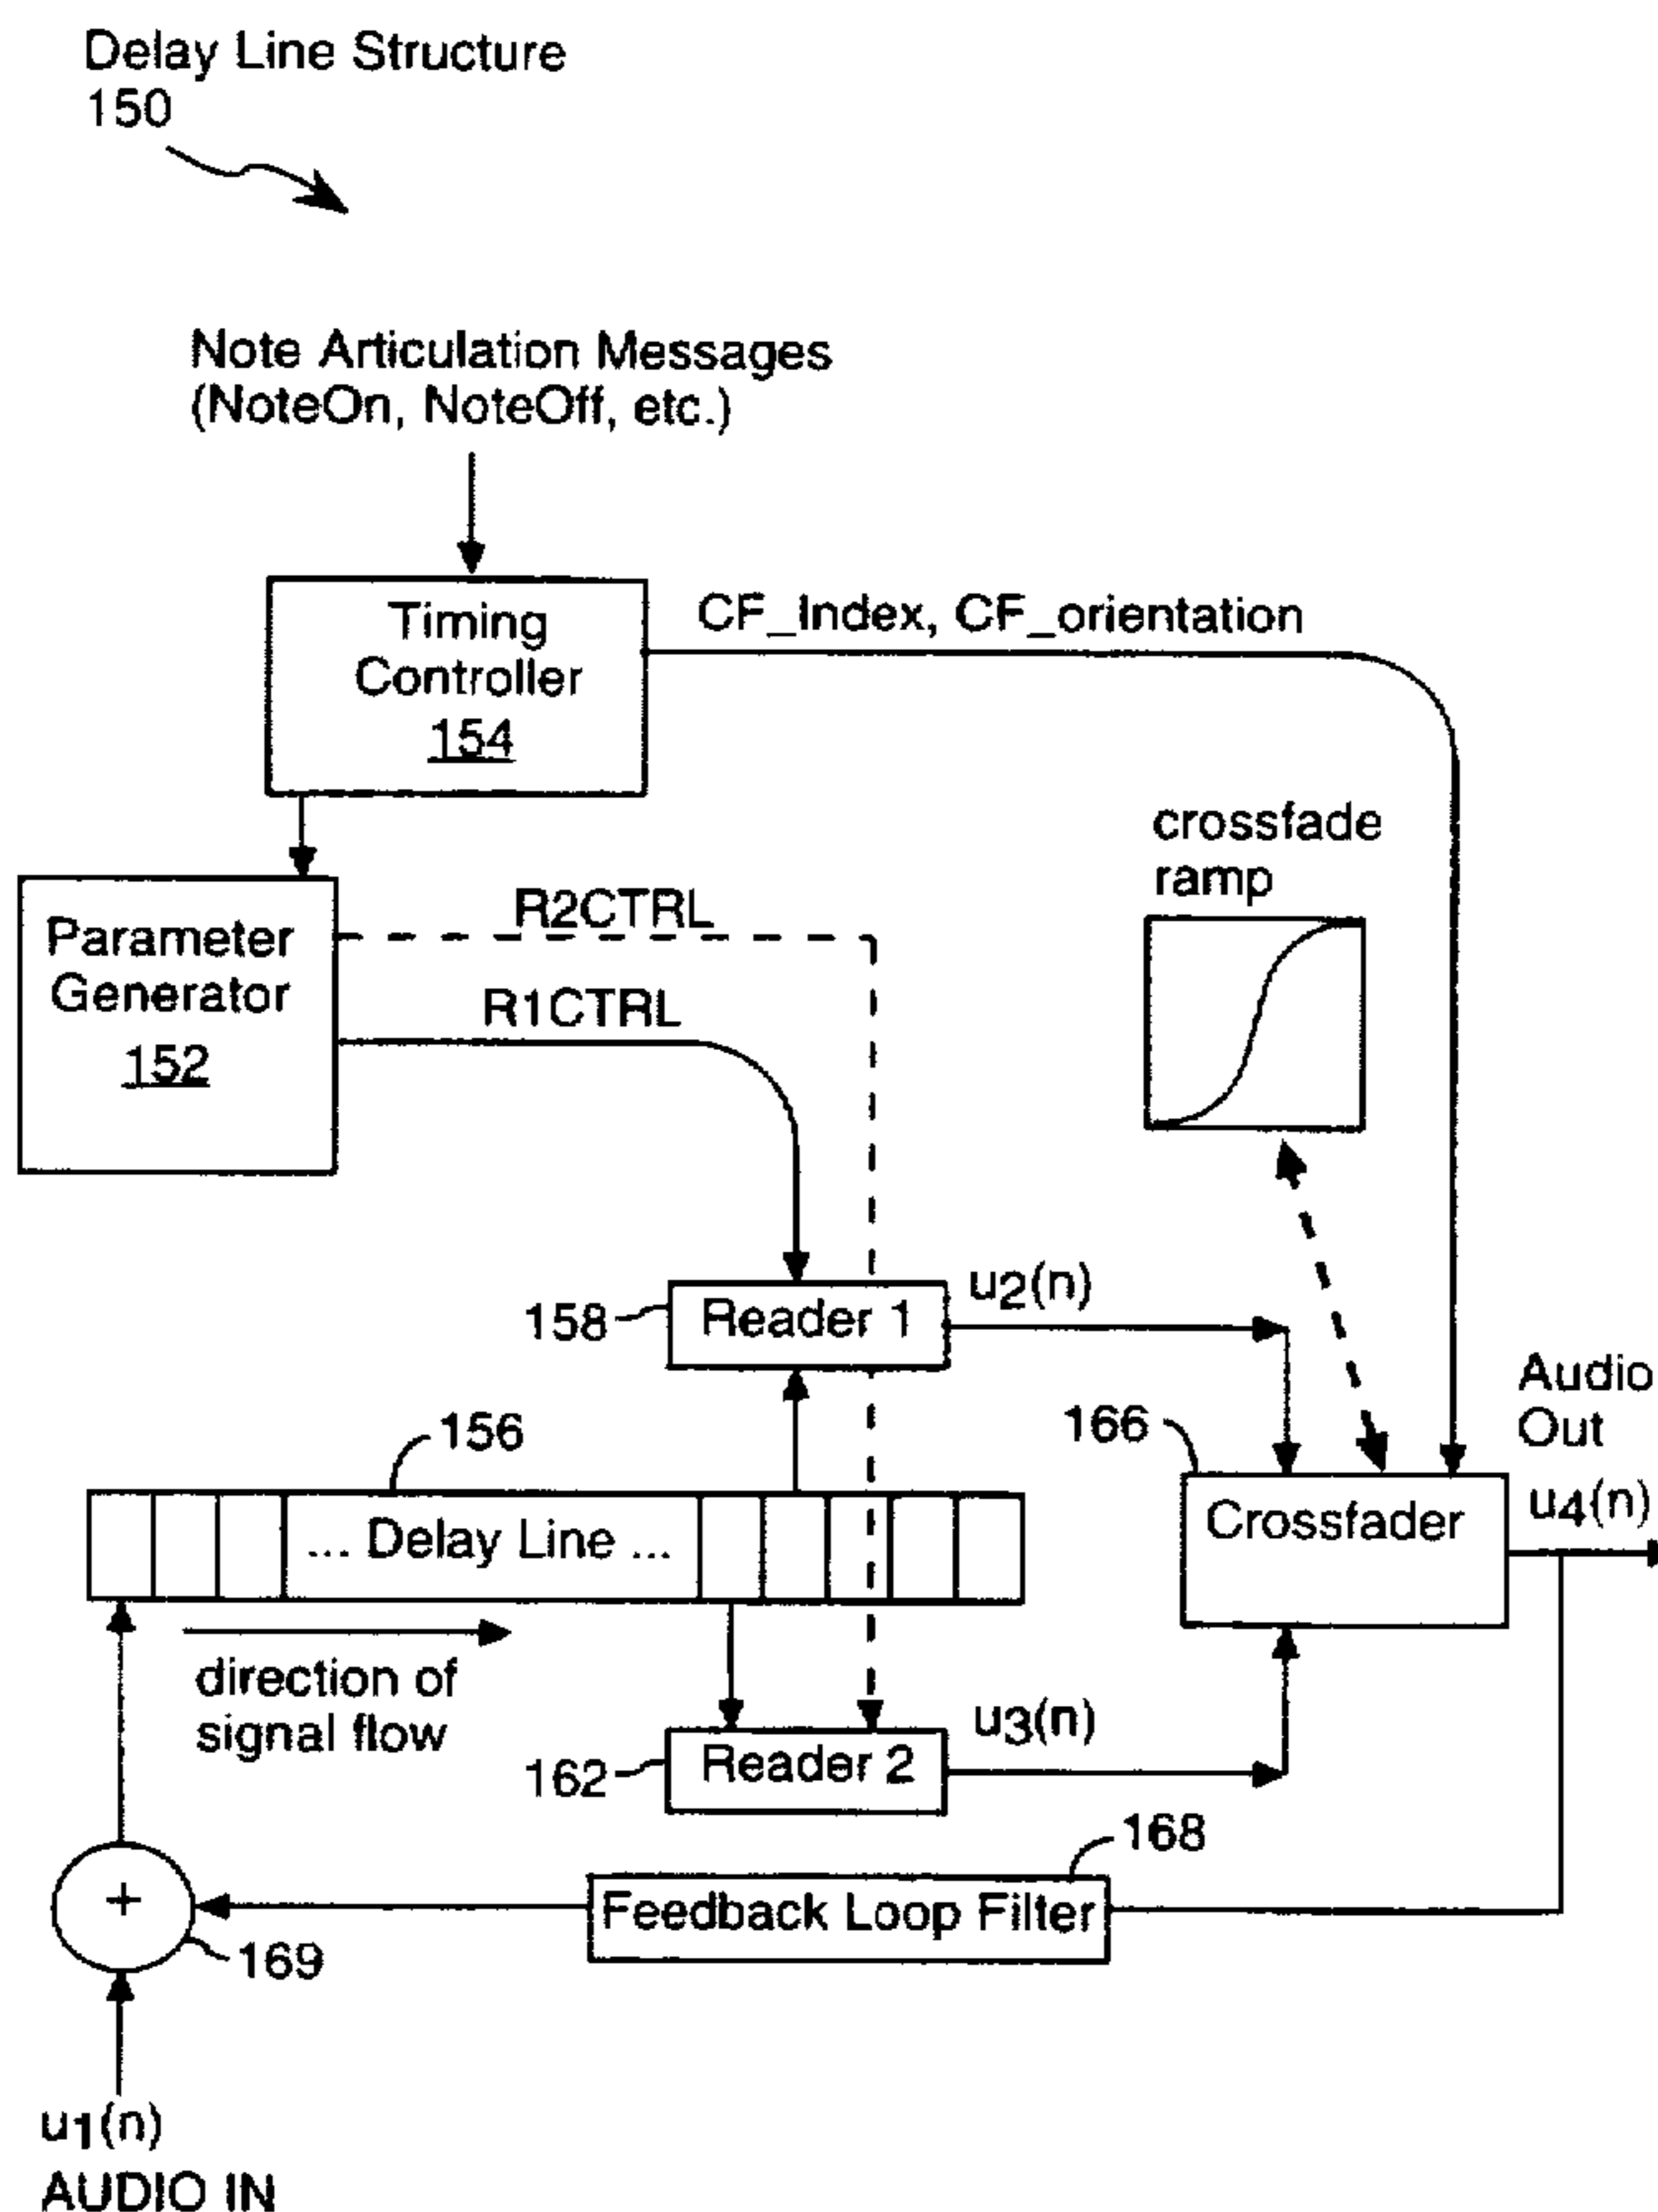 Delay Line Structure
150
Note Articulation Messages
(NoteOn, NoteOff, etc.)
Timing
Controller
154
CF_Index, CF_orientation
crossfade
ramp
Parameter
Generator
152
R2CTRL
R1CTRL
158
Reader 1
u2(n)
156
166
Audio
Out
... Delay Line ...
Crossfader
u4(n)
direction of
signal flow
162
Reader 2
u3(n)
168
+
Feedback Loop Filter
169
u1(n)
AUDIO IN